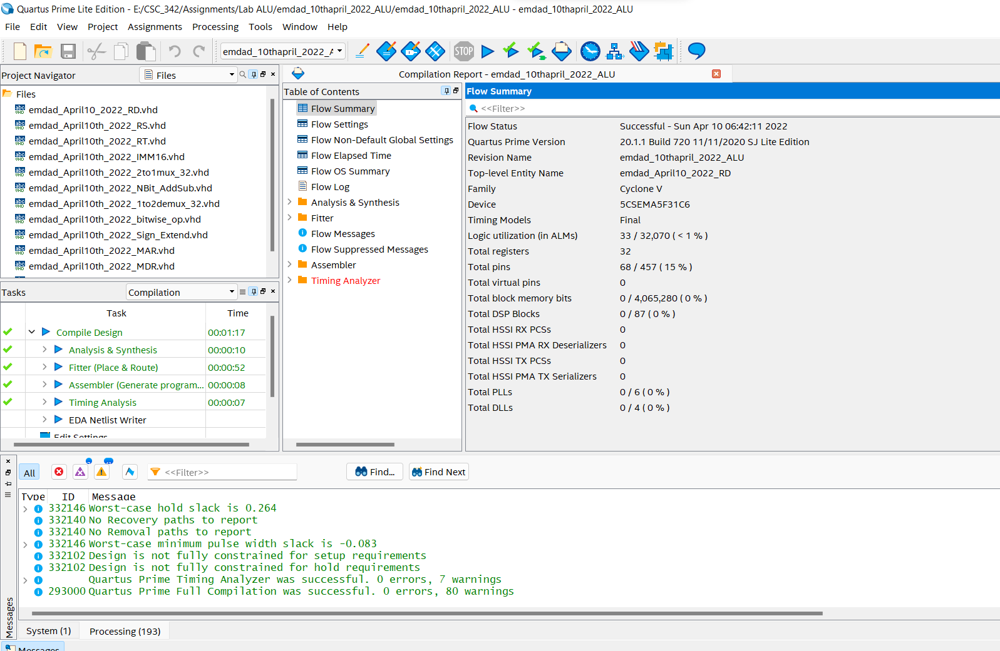 Quartus Prime Lite Edition - E:/CSC_342/Assignments/Lab ALU/emdad_10thapril_2022_ALU/emdad_10thapril_2022_ALU - emdad_10thapril_2022_ALU
File Edit View Project Assignments Processing Tools Window Help
emdad_10thapril_2022_A
STOP
Project Navigator
Files
Files
emdad_April10_2022_RD.vhd
emdad_April10th_2022_RS.vhd
emdad_April10th_2022_RT.vhd
emdad_April10th_2022_IMM16.vhd
emdad_April10th_2022_2to1mux_32.vhd
emdad_April10th_2022_NBit_AddSub.vhd
emdad_April10th_2022_1to2demux_32.vhd
emdad_April10th_2022_bitwise_op.vhd
emdad_April10th_2022_Sign_Extend.vhd
emdad_April10th_2022_MAR.vhd
emdad_April10th_2022_MDR.vhd
Tasks
Compilation
Task Time
Compile Design 00:01:17
Analysis & Synthesis 00:00:10
Fitter (Place & Route) 00:00:52
Assembler (Generate program... 00:00:08
Timing Analysis 00:00:07
EDA Netlist Writer
Edit Settings
Compilation Report - emdad_10thapril_2022_ALU
Table of Contents
Flow Summary
Flow Settings
Flow Non-Default Global Settings
Flow Elapsed Time
Flow OS Summary
Flow Log
Analysis & Synthesis
Fitter
Flow Messages
Flow Suppressed Messages
Assembler
Timing Analyzer
Flow Summary
<<Filter>>
Flow Status Successful - Sun Apr 10 06:42:11 2022
Quartus Prime Version 20.1.1 Build 720 11/11/2020 SJ Lite Edition
Revision Name emdad_10thapril_2022_ALU
Top-level Entity Name emdad_April10_2022_RD
Family Cyclone V
Device 5CSEMA5F31C6
Timing Models Final
Logic utilization (in ALMs) 33 / 32,070 ( < 1 % )
Total registers 32
Total pins 68 / 457 ( 15 % )
Total virtual pins 0
Total block memory bits 0 / 4,065,280 ( 0 % )
Total DSP Blocks 0 / 87 ( 0 % )
Total HSSI RX PCSs 0
Total HSSI PMA RX Deserializers 0
Total HSSI TX PCSs 0
Total HSSI PMA TX Serializers 0
Total PLLs 0 / 6 ( 0 % )
Total DLLs 0 / 4 ( 0 % )
All
<<Filter>>
Find...
Find Next
Type ID Message
332146 Worst-case hold slack is 0.264
332140 No Recovery paths to report
332140 No Removal paths to report
332146 Worst-case minimum pulse width slack is -0.083
332102 Design is not fully constrained for setup requirements
332102 Design is not fully constrained for hold requirements
Quartus Prime Timing Analyzer was successful. 0 errors, 7 warnings
293000 Quartus Prime Full Compilation was successful. 0 errors, 80 warnings
Messages
System (1)
Processing (193)
Messages